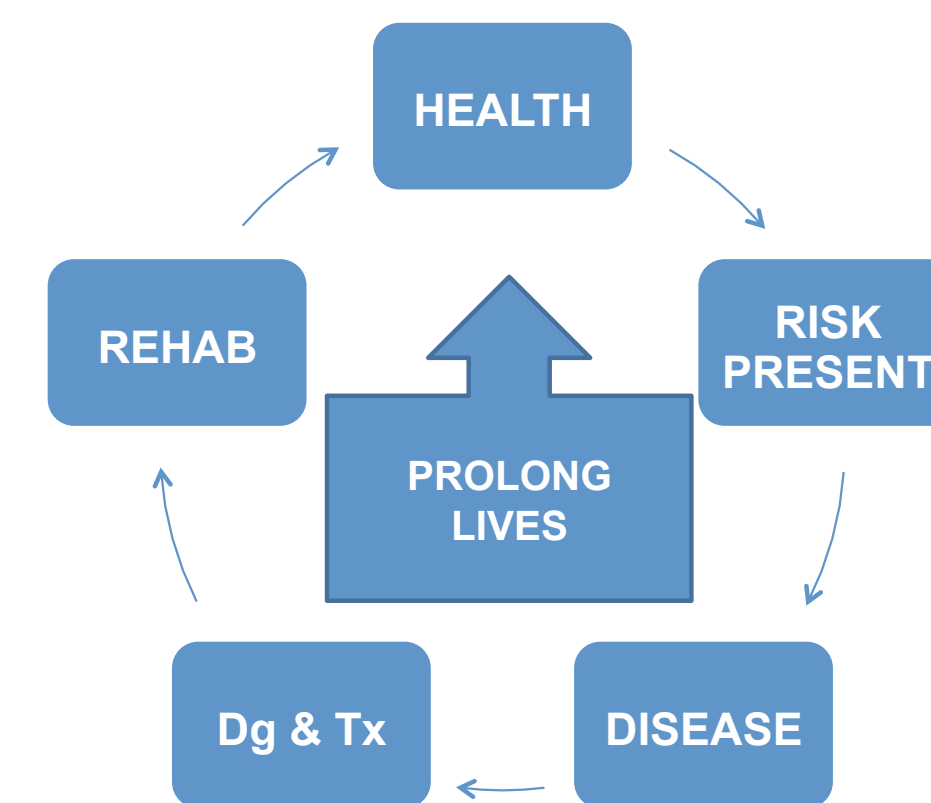 HEALTH
REHAB
RISK
PRESENT
PROLONG
LIVES
Dg & Tx
DISEASE